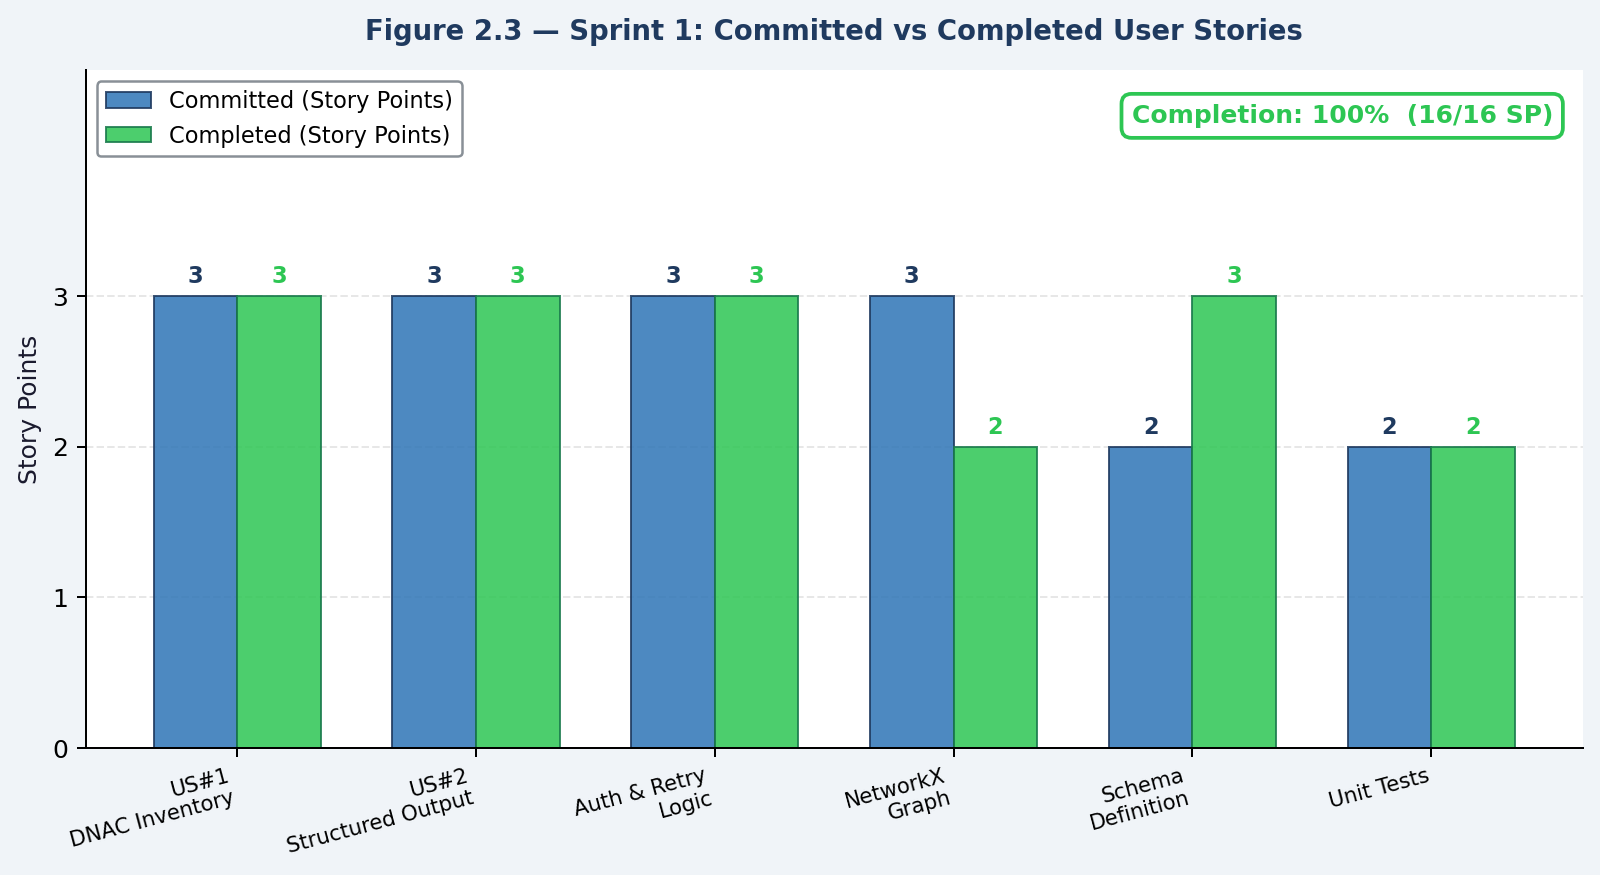 Figure 2.3 — Sprint 1: Committed vs Completed User Stories
Committed (Story Points)
Completed (Story Points)
Completion: 100% (16/16 SP)
Story Points
3
2
1
0
3 3 3 3 3 3 3 2 2 3 2 2
US#1
DNAC Inventory
US#2
Structured Output
Auth & Retry
Logic
NetworkX
Graph
Schema
Definition
Unit Tests